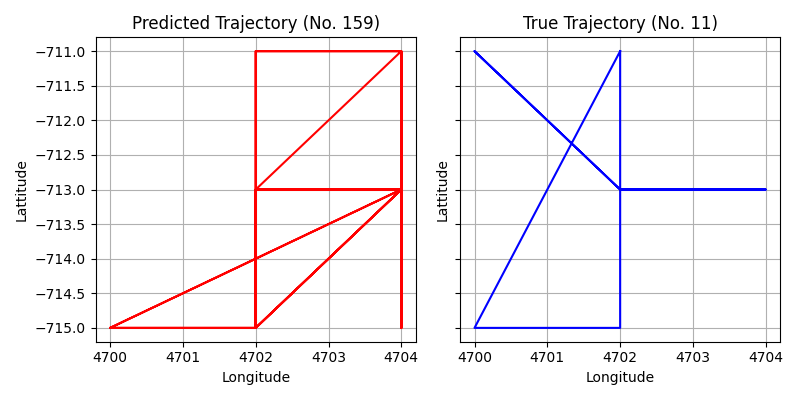 Predicted Trajectory (No. 159)
True Trajectory (No. 11)
−711.0
−711.5
−712.0
−712.5
−713.0
−713.5
−714.0
−714.5
−715.0
Lattitude
Lattitude
4700 4701 4702 4703 4704
4700 4701 4702 4703 4704
Longitude
Longitude